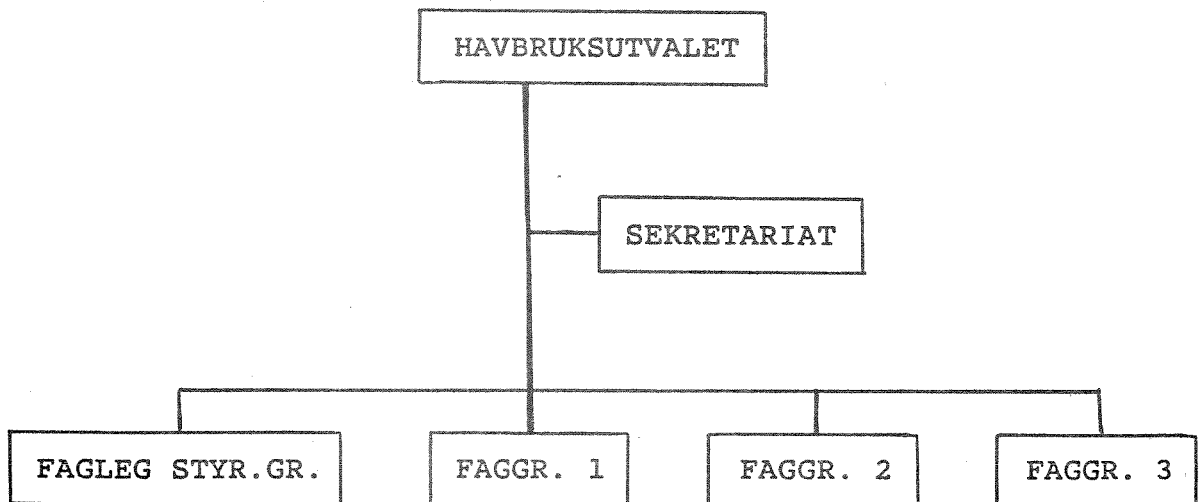 HAVBRUKSUTVALET
SEKRETARIAT
FAGLEG STYR.GR.
FAGGR. 1
FAGGR. 2
FAGGR. 3